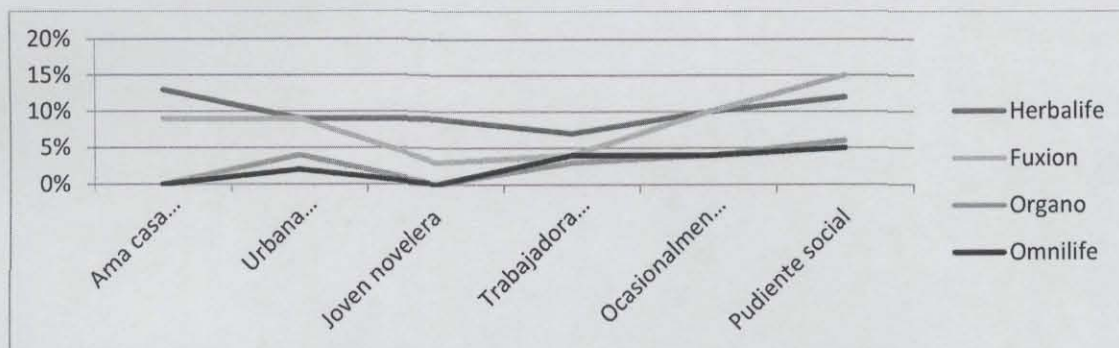 20%
15%
10%
5%
0%
Ama casa...
Urbana...
Joven novelera
Trabajadora...
Ocasionalmen...
Pudiente social
Herbalife
Fuxion
Organo
Omnilife